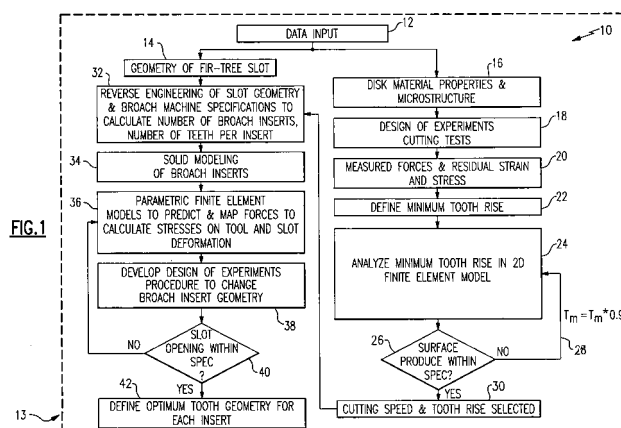 12
DATA INPUT
10
14
GEOMETRY OF FIR-TREE SLOT
32
REVERSE ENGINEERING OF SLOT GEOMETRY
& BROACH MACHINE SPECIFICATIONS TO
CALCULATE NUMBER OF BROACH INSERTS,
NUMBER OF TEETH PER INSERT
34
SOLID MODELING
OF BROACH INSERTS
36
PARAMETRIC FINITE ELEMENT
MODELS TO PREDICT & MAP FORCES TO
CALCULATE STRESSES ON TOOL AND SLOT
DEFORMATION
DEVELOP DESIGN OF EXPERIMENTS
PROCEDURE TO CHANGE
BROACH INSERT GEOMETRY
38
NO
SLOT
OPENING WITHIN
SPEC
?
40
YES
42
DEFINE OPTIMUM TOOTH GEOMETRY FOR
EACH INSERT
13
FIG.1
16
DISK MATERIAL PROPERTIES &
MICROSTRUCTURE
18
DESIGN OF EXPERIMENTS
CUTTING TESTS
20
MEASURED FORCES & RESIDUAL STRAIN
AND STRESS
22
DEFINE MINIMUM TOOTH RISE
24
ANALYZE MINIMUM TOOTH RISE IN 2D
FINITE ELEMENT MODEL
Tm=Tm*0.9
28
26
SURFACE
PRODUCE WITHIN
SPEC?
NO
YES
30
CUTTING SPEED & TOOTH RISE SELECTED